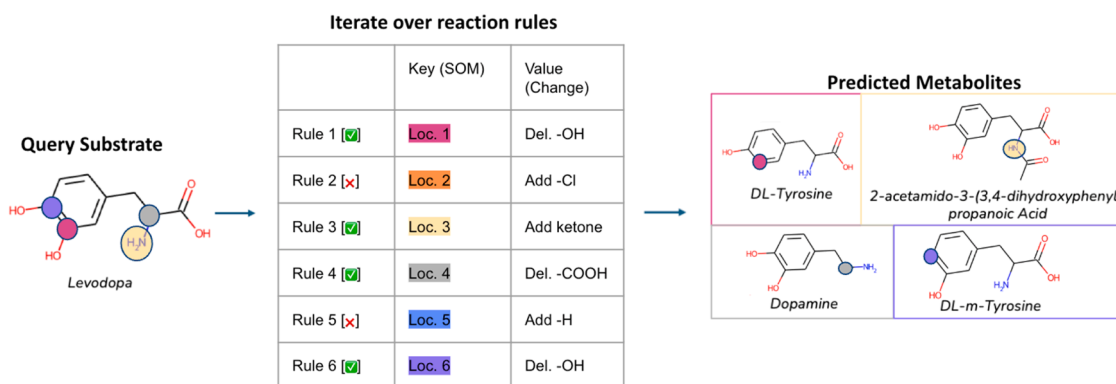 Iterate over reaction rules
Query Substrate
HO
HO
H₂N
O
OH
Levodopa
Key (SOM)
Value
(Change)
Rule 1 [✅]
Loc. 1
Del. -OH
Rule 2 [❌]
Loc. 2
Add -Cl
Rule 3 [✅]
Loc. 3
Add ketone
Rule 4 [✅]
Loc. 4
Del. -COOH
Rule 5 [❌]
Loc. 5
Add -H
Rule 6 [✅]
Loc. 6
Del. -OH
Predicted Metabolites
HO
H₂N
O
OH
DL-Tyrosine
HO
HO
HN
O
OH
O
2-acetamido-3-(3,4-dihydroxyphenyl
propanoic Acid
HO
HO
NH₂
Dopamine
HO
H₂N
O
OH
DL-m-Tyrosine